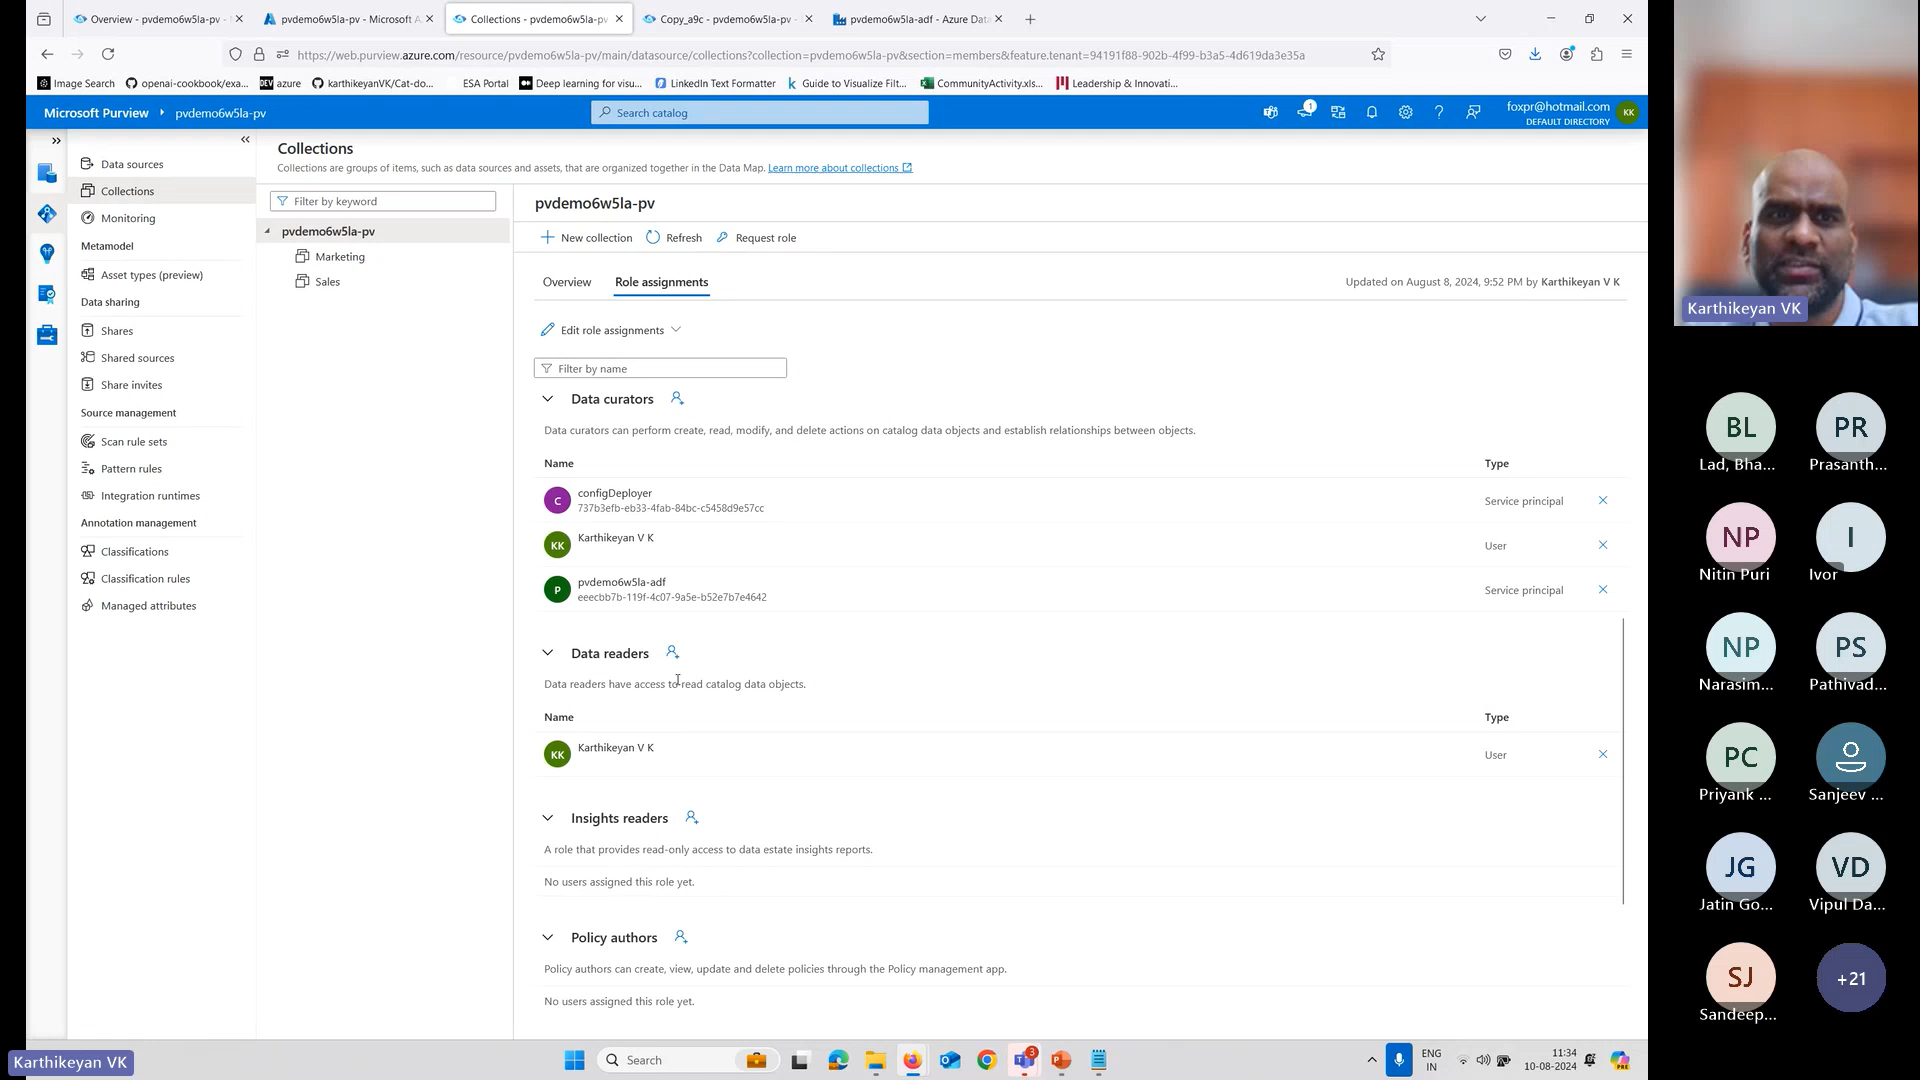 Overview - pvdemo6w5la-pv -
pvdemo6w5la-pv - Microsoft A
Collections - pvdemo6w5la-pv
Copy_a9c - pvdemo6w5la-pv -
pvdemo6w5la-adf - Azure Data
https://web.purview.azure.com/resource/pvdemo6w5la-pv/main/datasource/collections?collection=pvdemo6w5la-pv&section=members&feature.tenant=94191f88-902b-4f99-b3a5-4d619da3e35a
Image Search
openai-cookbook/exa...
DEV azure
karthikeyanVK/Cat-do...
ESA Portal
Deep learning for visu...
LinkedIn Text Formatter
Guide to Visualize Filt...
CommunityActivity.xls...
Leadership & Innovati...
Microsoft Purview
pvdemo6w5la-pv
Search catalog
1
foxpr@hotmail.com
DEFAULT DIRECTORY
KK
Data sources
Collections
Monitoring
Metamodel
Asset types (preview)
Data sharing
Shares
Shared sources
Share invites
Source management
Scan rule sets
Pattern rules
Integration runtimes
Annotation management
Classifications
Classification rules
Managed attributes
Collections
Collections are groups of items, such as data sources and assets, that are organized together in the Data Map. Learn more about collections
Filter by keyword
pvdemo6w5la-pv
Marketing
Sales
pvdemo6w5la-pv
New collection
Refresh
Request role
Overview
Role assignments
Updated on August 8, 2024, 9:52 PM by Karthikeyan V K
Edit role assignments
Filter by name
Data curators
Data curators can perform create, read, modify, and delete actions on catalog data objects and establish relationships between objects.
Name
Type
C
configDeployer
737b3efb-eb33-4fab-84bc-c5458d9e57cc
Service principal
KK
Karthikeyan V K
User
P
pvdemo6w5la-adf
eeecbb7b-119f-4c07-9a5e-b52e7b7e4642
Service principal
Data readers
Data readers have access to read catalog data objects.
Name
Type
KK
Karthikeyan V K
User
Insights readers
A role that provides read-only access to data estate insights reports.
No users assigned this role yet.
Policy authors
Policy authors can create, view, update and delete policies through the Policy management app.
No users assigned this role yet.
Karthikeyan VK
BL
Lad, Bha...
PR
Prasanth...
NP
Nitin Puri
I
Ivor
NP
Narasim...
PS
Pathivad...
PC
Priyank ...
Sanjeev ...
JG
Jatin Go...
VD
Vipul Da...
SJ
Sandeep...
+21
Karthikeyan VK
Search
3
ENG
IN
11:34
10-08-2024
PRE